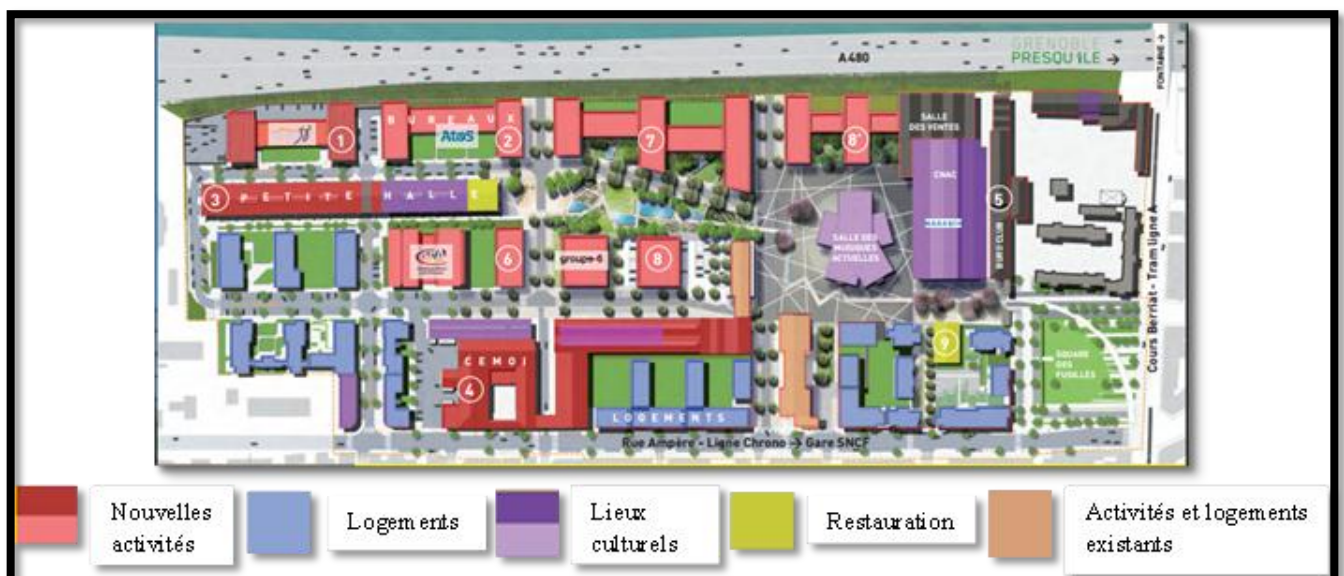 GRENOBLE
PRESQU'ILE →
A480
FONTAINE →
SALLE
DES VENTES
BUREAUX
Atos
1
2
7
8'
CNAC
MAGASIN
3
PETITE HALLE
5
EURO CLUB
SALLE DES
MUSIQUES
ACTUELLES
6
groupe-6
8
Cours Berriat - Tram ligne A
9
SQUARE
DES
FUSILLÉS
CEMOI
4
LOGEMENTS
Rue Ampère - Ligne Chrono → Gare SNCF
Nouvelles
activités
Logements
Lieux
culturels
Restauration
Activités et logements
existants